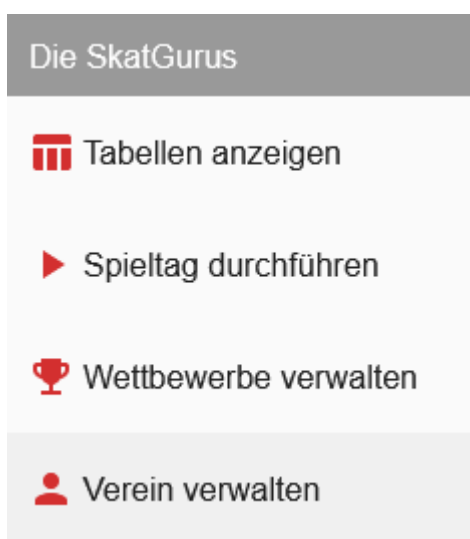 Die SkatGurus
Tabellen anzeigen
Spieltag durchführen
Wettbewerbe verwalten
Verein verwalten